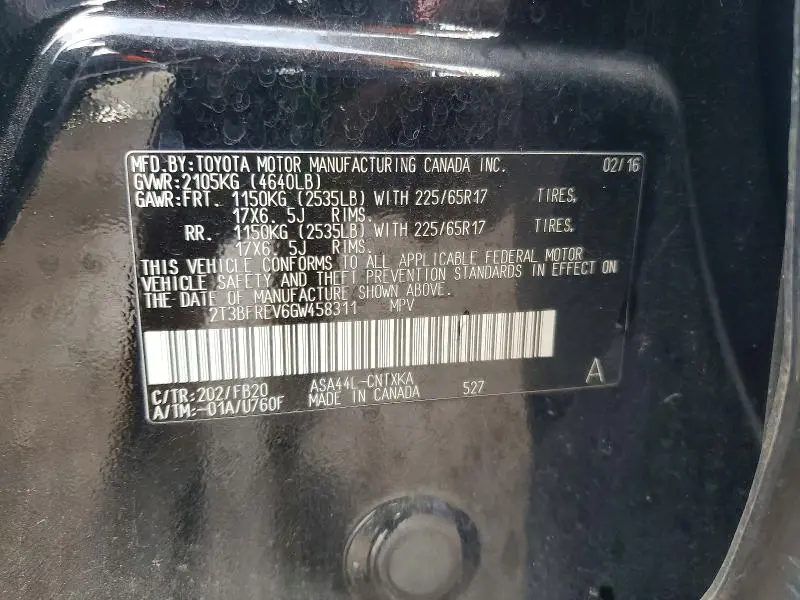 MFD.BY:TOYOTA MOTOR MANUFACTURING CANADA INC. 02/16
GVWR:2105KG (4640LB)
GAWR:FRT. 1150KG (2535LB) WITH 225/65R17 TIRES,
17X6.5J RIMS.
RR. 1150KG (2535LB) WITH 225/65R17 TIRES,
17X6.5J RIMS.
THIS VEHICLE CONFORMS TO ALL APPLICABLE FEDERAL MOTOR
VEHICLE SAFETY AND THEFT PREVENTION STANDARDS IN EFFECT ON
THE DATE OF MANUFACTURE SHOWN ABOVE.
2T3BFREV6GW458311 MPV
C/TR:202/FB20 ASA44L-CNTXKA 527 A
A/TM:-01A/U760F MADE IN CANADA